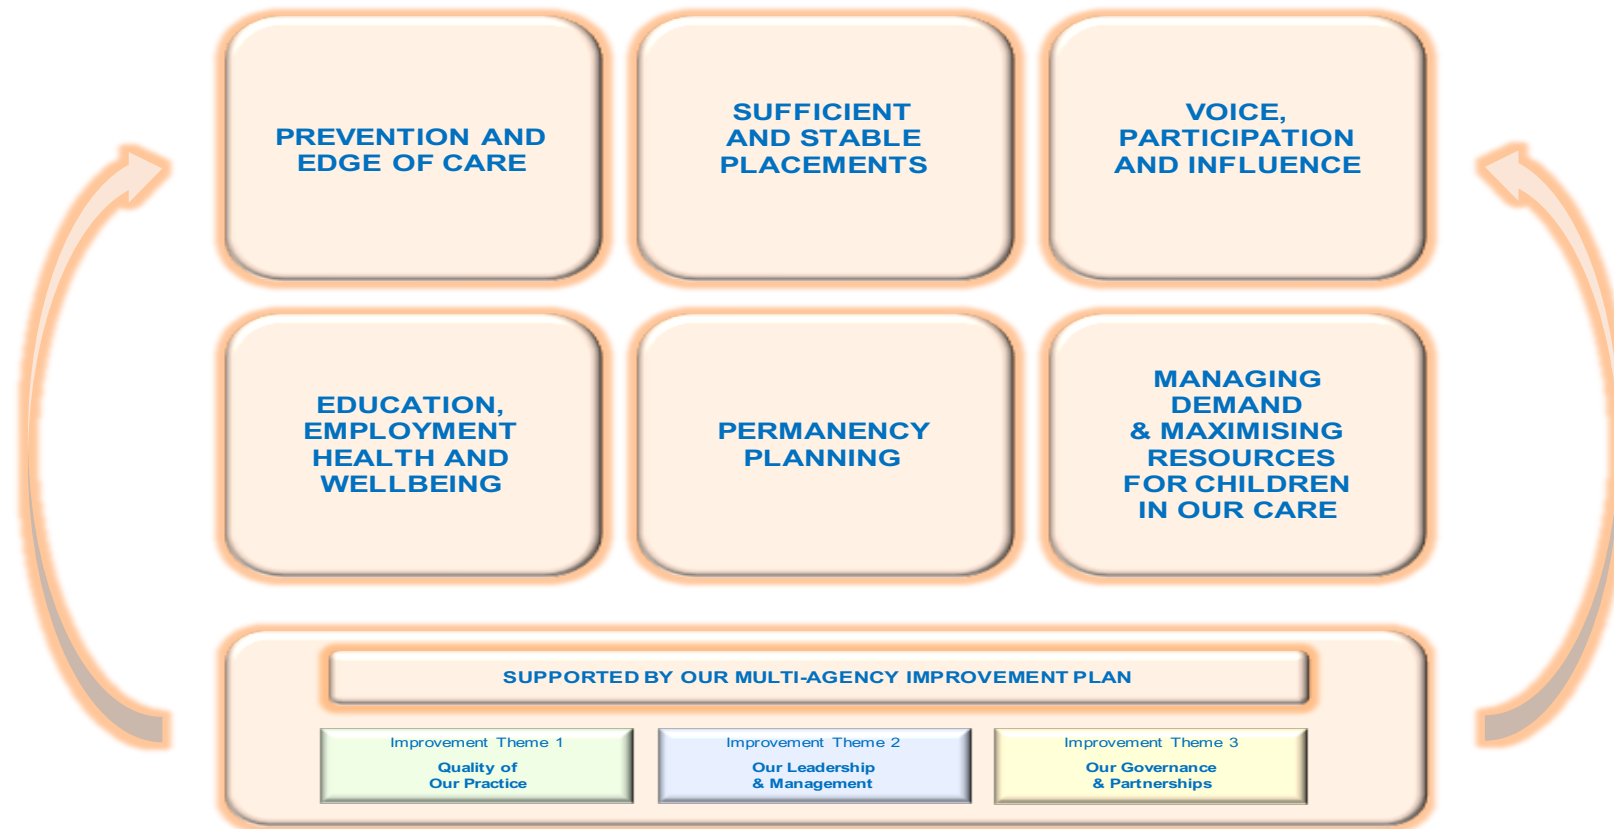 PREVENTION AND
EDGE OF CARE
SUFFICIENT
AND STABLE
PLACEMENTS
VOICE,
PARTICIPATION
AND INFLUENCE
EDUCATION,
EMPLOYMENT
HEALTH AND
WELLBEING
PERMANENCY
PLANNING
MANAGING
DEMAND
& MAXIMISING
RESOURCES
FOR CHILDREN
IN OUR CARE
SUPPORTED BY OUR MULTI-AGENCY IMPROVEMENT PLAN
Improvement Theme 1
Quality of
Our Practice
Improvement Theme 2
Our Leadership
& Management
Improvement Theme 3
Our Governance
& Partnerships